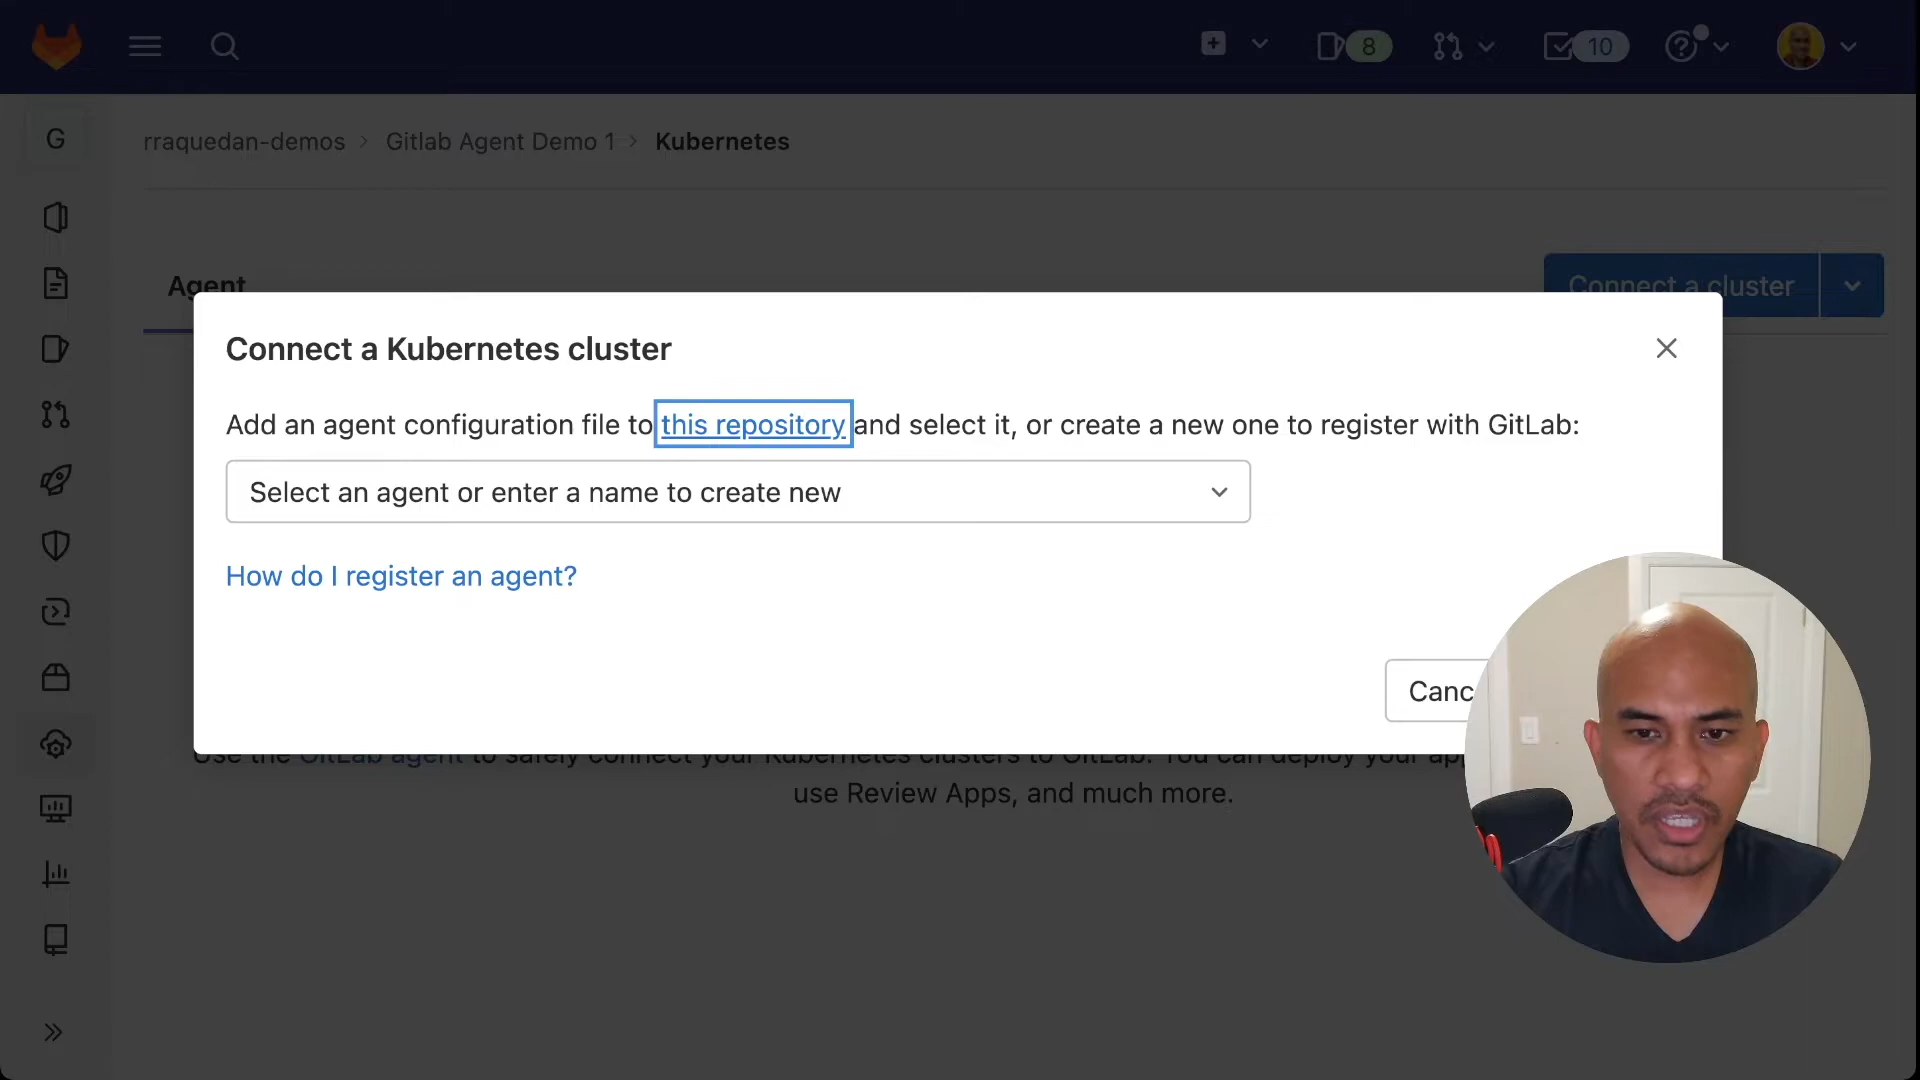 8
10
G
rraquedan-demos > Gitlab Agent Demo 1 > Kubernetes
Agent
Connect a cluster
Connect a Kubernetes cluster
Add an agent configuration file to this repository and select it, or create a new one to register with GitLab:
Select an agent or enter a name to create new
How do I register an agent?
Canc
Use the GitLab agent to safely connect your Kubernetes clusters to GitLab. You can deploy your
use Review Apps, and much more.